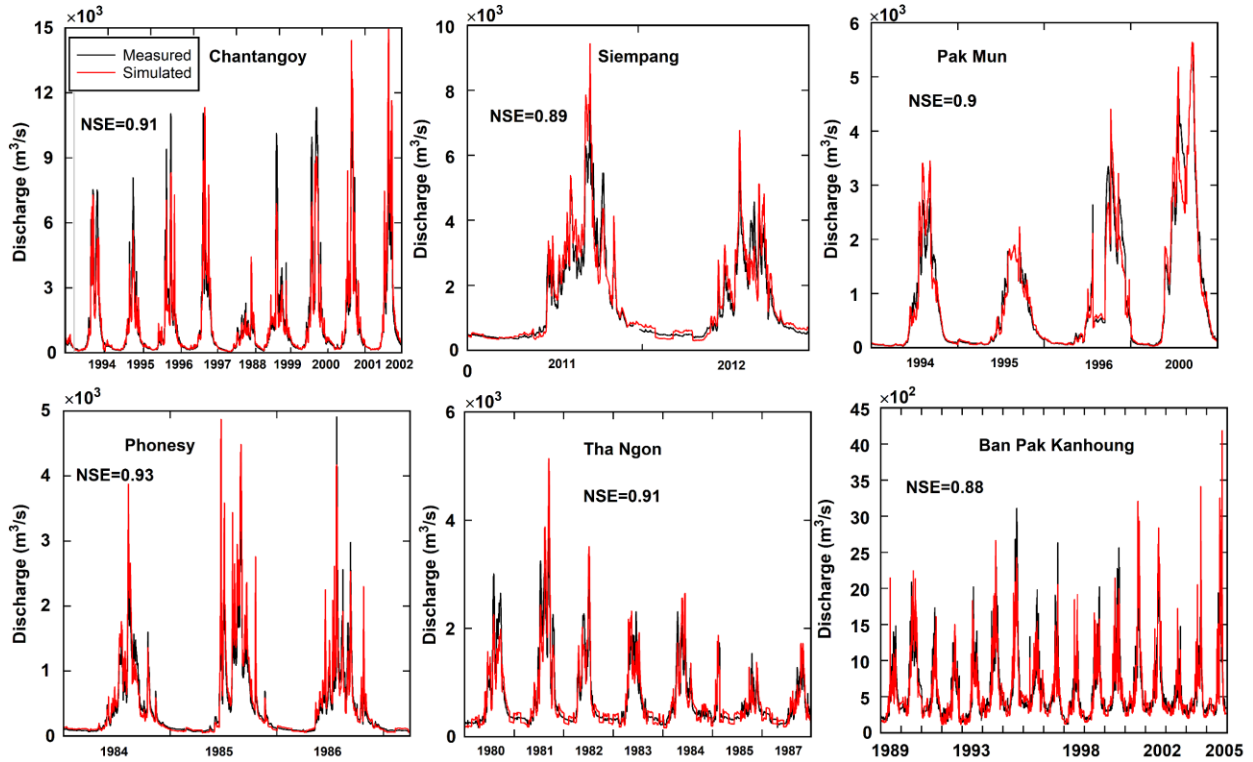 ×10³
15
12
9
6
3
0
Discharge (m³/s)
Measured
Simulated
Chantangoy
NSE=0.91
1994 1995 1996 1997 1988 1999 2000 2001 2002
×10³
10
8
6
4
2
0
Discharge (m³/s)
Siempang
NSE=0.89
0
2011 2012
×10³
6
5
4
3
2
1
0
Discharge (m³/s)
Pak Mun
NSE=0.9
1994 1995 1996 2000
×10³
5
4
3
2
1
0
Discharge (m³/s)
Phonesy
NSE=0.93
1984 1985 1986
×10³
6
4
2
0
Discharge (m³/s)
Tha Ngon
NSE=0.91
1980 1981 1982 1983 1984 1985 1987
×10²
45
40
35
30
25
20
15
10
5
0
Discharge (m³/s)
Ban Pak Kanhoung
NSE=0.88
1989 1993 1998 2002 2005